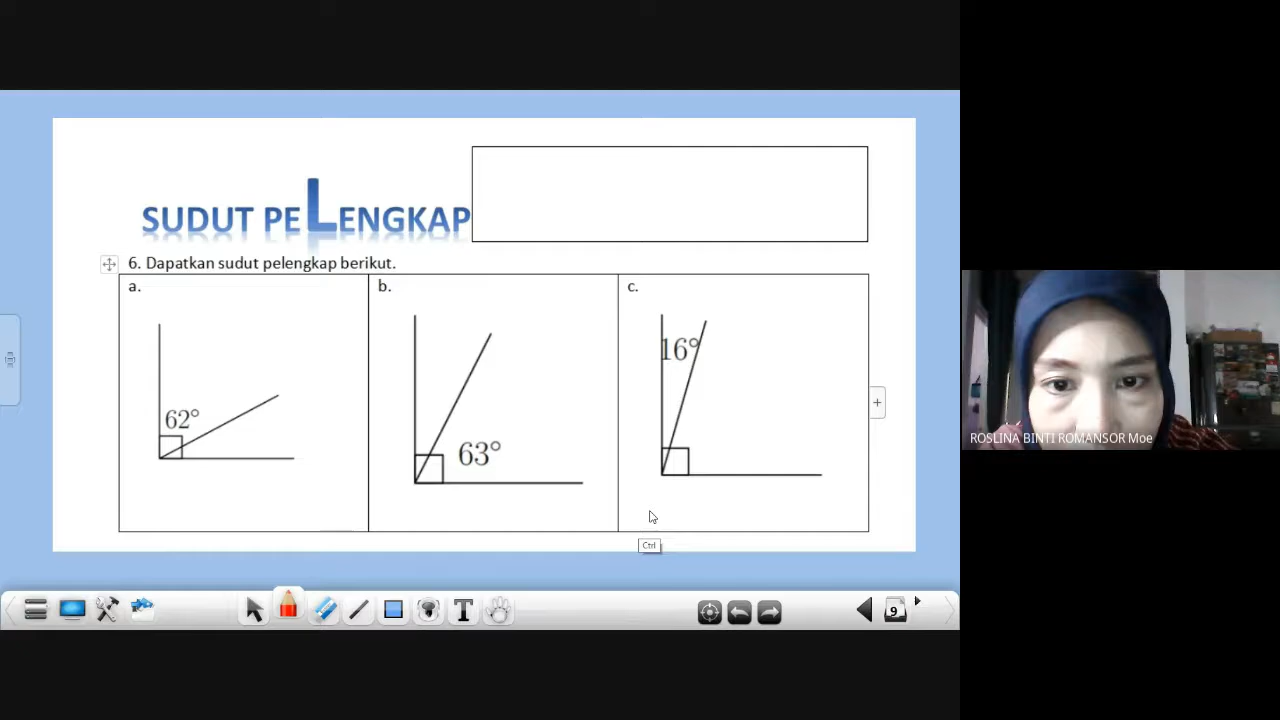 SUDUT PELENGKAP
6. Dapatkan sudut pelengkap berikut.
a.
b.
c.
62°
63°
16°
ROSLINA BINTI ROMANSOR Moe
Ctrl
T
9